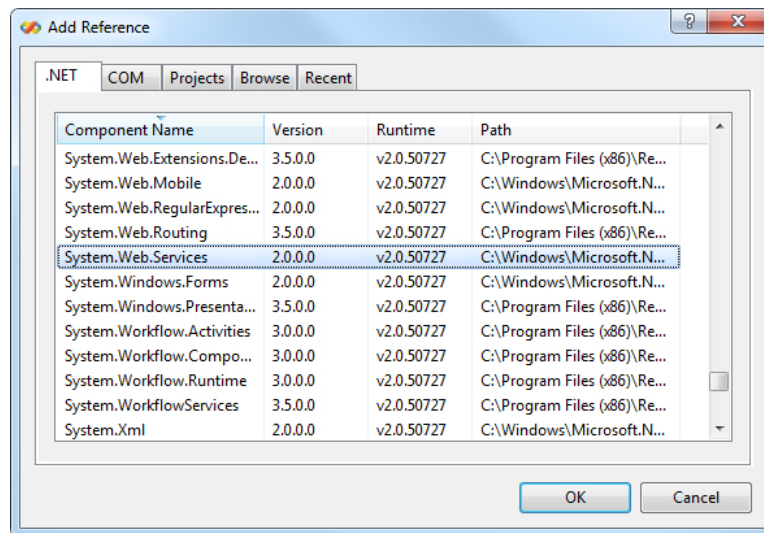 Add Reference
.NET COM Projects Browse Recent
Component Name Version Runtime Path
System.Web.Extensions.De... 3.5.0.0 v2.0.50727 C:\Program Files (x86)\Re...
System.Web.Mobile 2.0.0.0 v2.0.50727 C:\Windows\Microsoft.N...
System.Web.RegularExpres... 2.0.0.0 v2.0.50727 C:\Windows\Microsoft.N...
System.Web.Routing 3.5.0.0 v2.0.50727 C:\Program Files (x86)\Re...
System.Web.Services 2.0.0.0 v2.0.50727 C:\Windows\Microsoft.N...
System.Windows.Forms 2.0.0.0 v2.0.50727 C:\Windows\Microsoft.N...
System.Windows.Presenta... 3.5.0.0 v2.0.50727 C:\Program Files (x86)\Re...
System.Workflow.Activities 3.0.0.0 v2.0.50727 C:\Program Files (x86)\Re...
System.Workflow.Compo... 3.0.0.0 v2.0.50727 C:\Program Files (x86)\Re...
System.Workflow.Runtime 3.0.0.0 v2.0.50727 C:\Program Files (x86)\Re...
System.WorkflowServices 3.5.0.0 v2.0.50727 C:\Program Files (x86)\Re...
System.Xml 2.0.0.0 v2.0.50727 C:\Windows\Microsoft.N...
OK Cancel